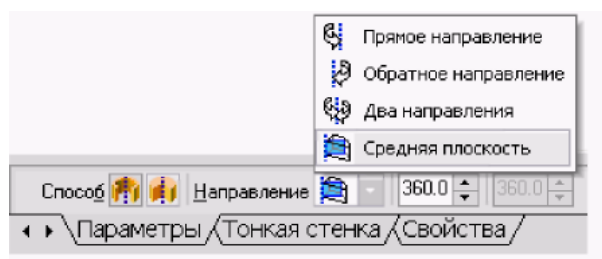 Прямое направление
Обратное направление
Два направления
Средняя плоскость
Способ Направление 360.0 360.0
Параметры Тонкая стенка Свойства